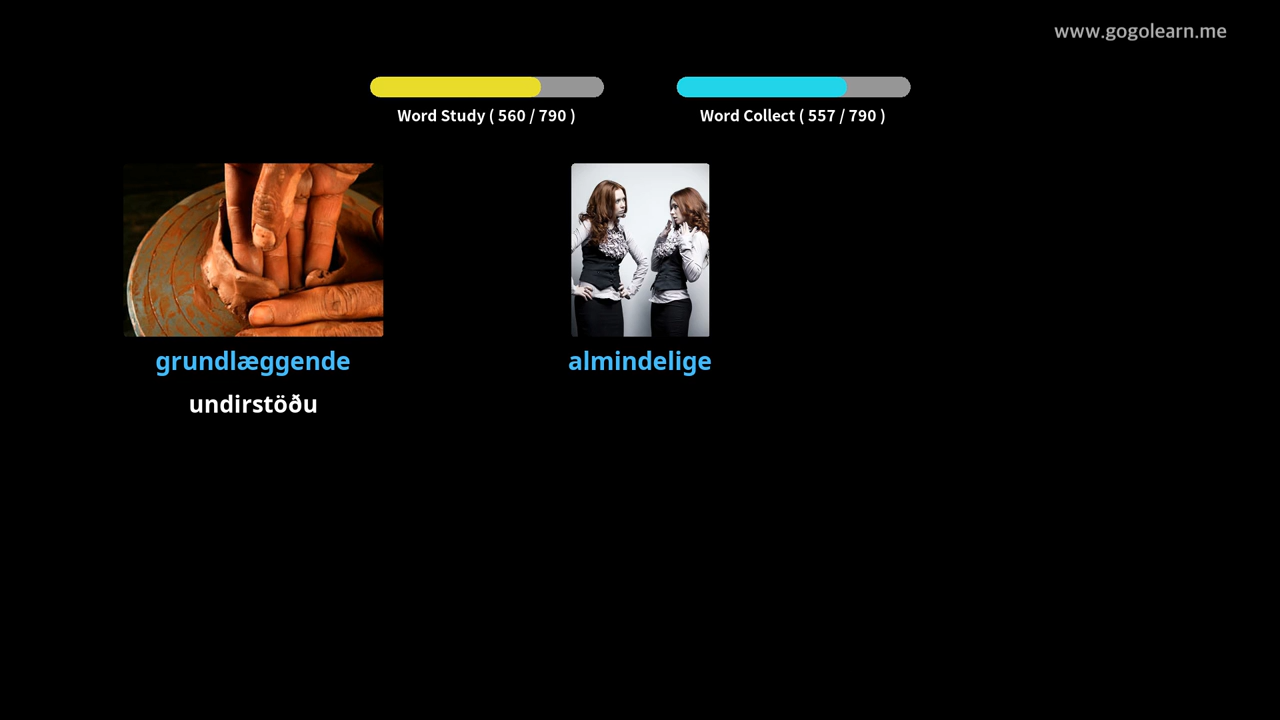 www.gogolearn.me
Word Study ( 560 / 790 )
Word Collect ( 557 / 790 )
grundlæggende
almindelige
undirstöðu